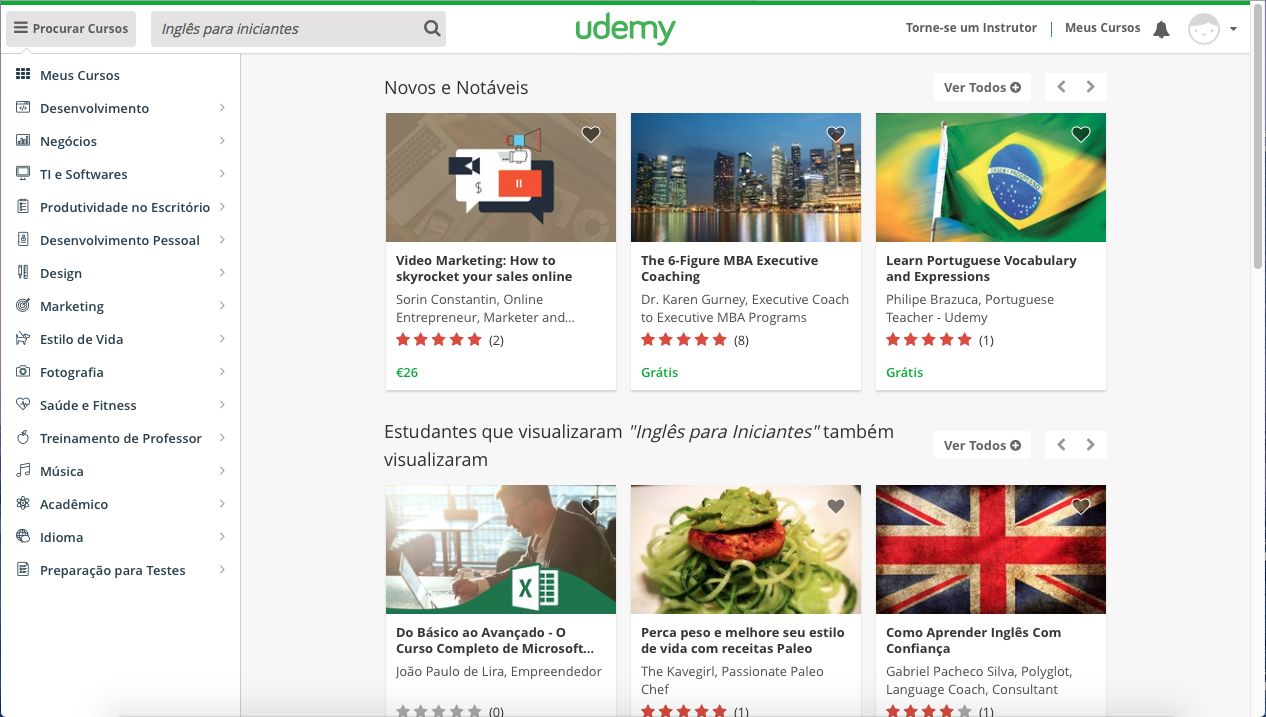 Procurar Cursos
Inglês para iniciantes
udemy
Torne-se um Instrutor
Meus Cursos
Meus Cursos
Desenvolvimento
Negócios
TI e Softwares
Produtividade no Escritório
Desenvolvimento Pessoal
Design
Marketing
Estilo de Vida
Fotografia
Saúde e Fitness
Treinamento de Professor
Música
Acadêmico
Idioma
Preparação para Testes
Novos e Notáveis
Ver Todos
$
Video Marketing: How to
skyrocket your sales online
Sorin Constantin, Online
Entrepreneur, Marketer and...
(2)
€26
The 6-Figure MBA Executive
Coaching
Dr. Karen Gurney, Executive Coach
to Executive MBA Programs
(8)
Grátis
ORDEM E PROGRESSO
Learn Portuguese Vocabulary
and Expressions
Philipe Brazuca, Portuguese
Teacher - Udemy
(1)
Grátis
Estudantes que visualizaram "Inglês para Iniciantes" também
visualizaram
Ver Todos
X
Do Básico ao Avançado - O
Curso Completo de Microsoft...
João Paulo de Lira, Empreendedor
(0)
Perca peso e melhore seu estilo
de vida com receitas Paleo
The Kavegirl, Passionate Paleo
Chef
(1)
Como Aprender Inglês Com
Confiança
Gabriel Pacheco Silva, Polyglot,
Language Coach, Consultant
(1)